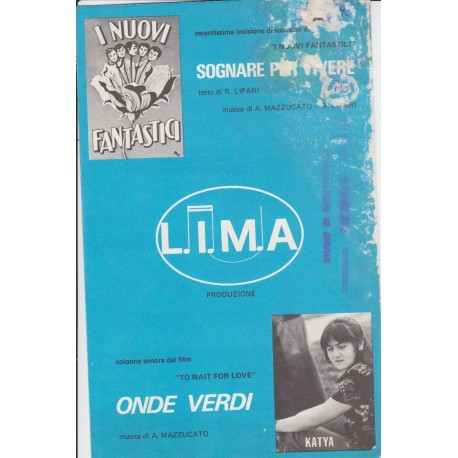 I NUOVI
FANTASTICI
recentissima incisione di successo
"I NUOVI FANTASTICI"
SOGNARE PER VIVERE
testo di R. LIPARI
musica di A. MAZZUCATO
L.I.M.A
PRODUZIONE
colonna sonora dal film
"TO WAIT FOR LOVE"
ONDE VERDI
musica di A. MAZZUCATO
KATYA